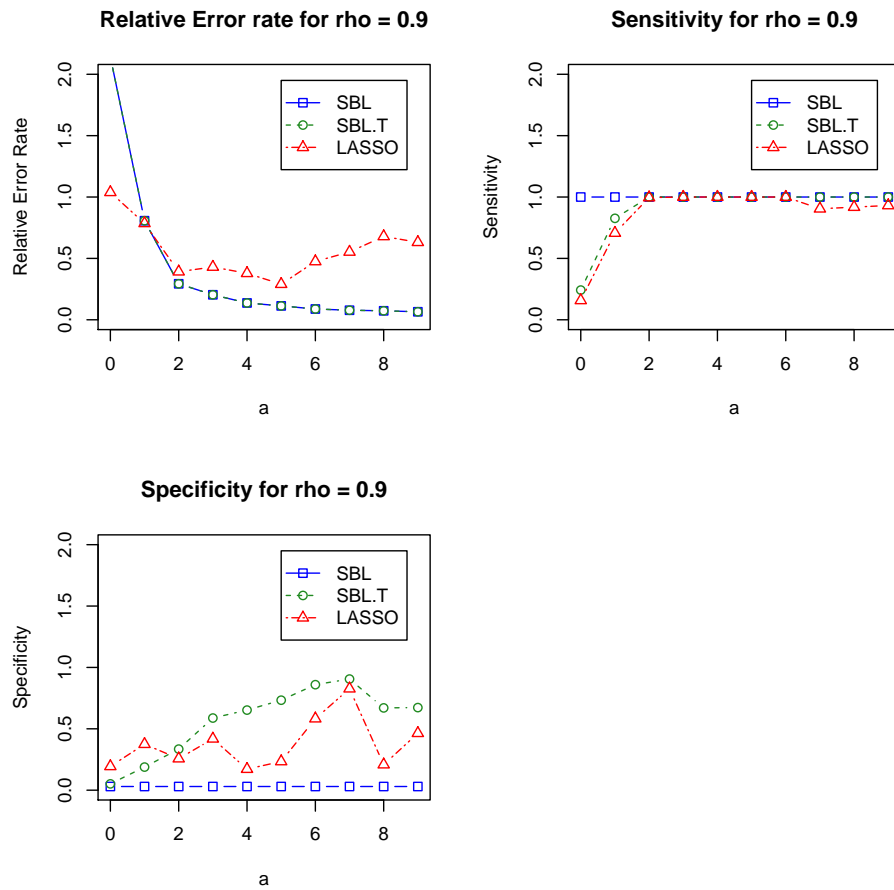 Relative Error rate for rho = 0.9
Relative Error Rate
2.0
1.5
1.0
0.5
0.0
SBL
SBL.T
LASSO
0 2 4 6 8
a
Sensitivity for rho = 0.9
Sensitivity
2.0
1.5
1.0
0.5
0.0
SBL
SBL.T
LASSO
0 2 4 6 8
a
Specificity for rho = 0.9
Specificity
2.0
1.5
1.0
0.5
0.0
SBL
SBL.T
LASSO
0 2 4 6 8
a